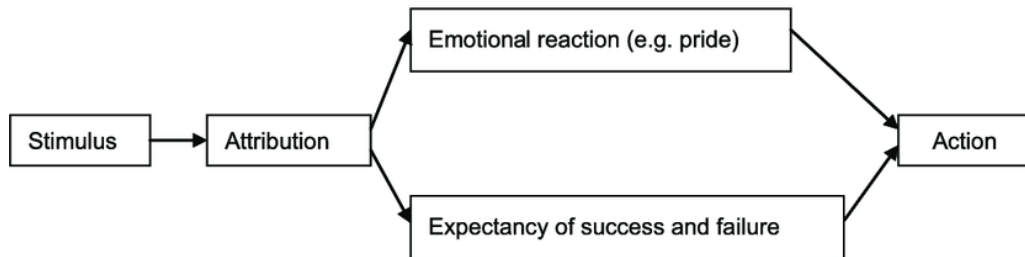 Emotional reaction (e.g. pride)
Stimulus
Attribution
Action
Expectancy of success and failure